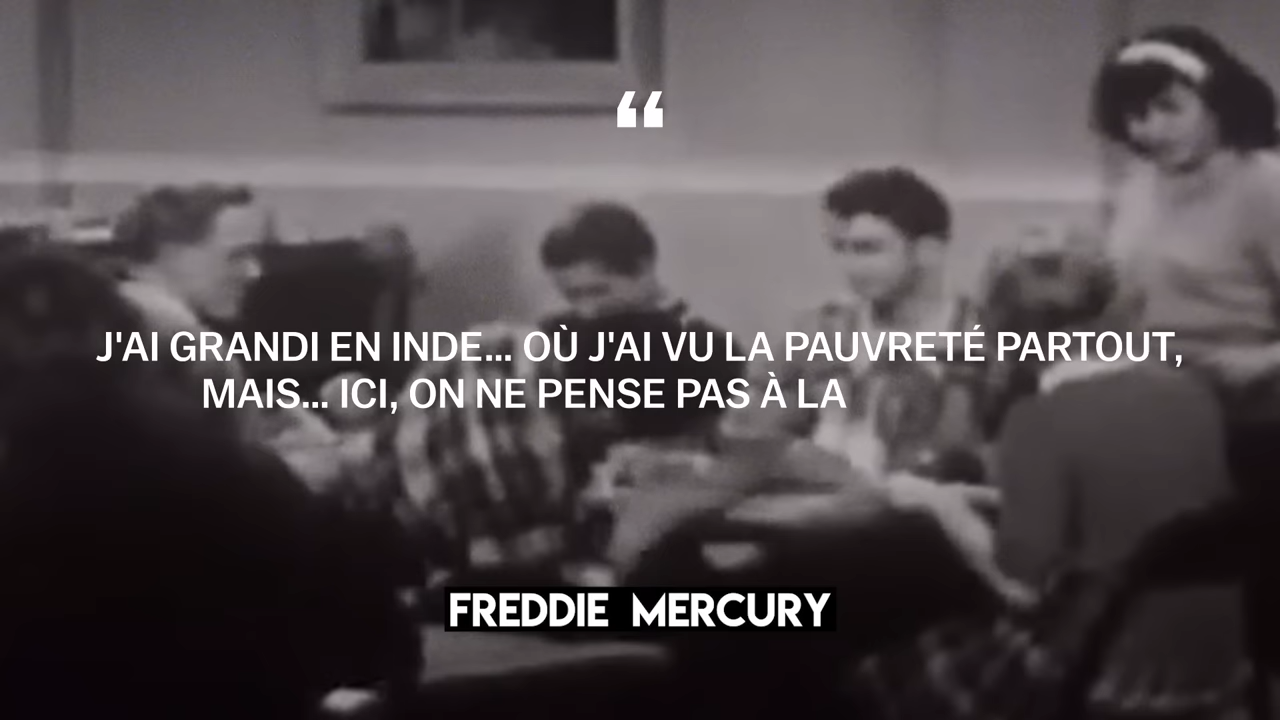 “
J'AI GRANDI EN INDE... OÙ J'AI VU LA PAUVRETÉ PARTOUT,
MAIS... ICI, ON NE PENSE PAS À LA
FREDDIE MERCURY